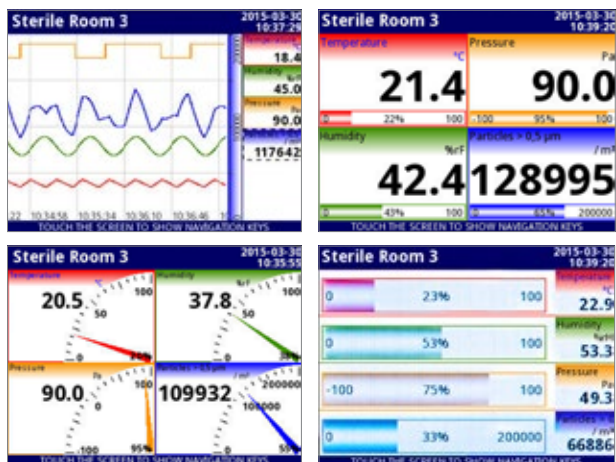 Sterile Room 3
2015-03-30
10:37:29
Temperature
°C
18.4
Humidity
%rF
45.0
Pressure
Pa
90.0
/ m³
117642
10:34:58 10:35:34 10:36:10 10:36:46
TOUCH THE SCREEN TO SHOW NAVIGATION KEYS
Sterile Room 3
2015-03-30
10:39:20
Temperature
°C
21.4
0 22% 100
Pressure
Pa
90.0
-100 95% 100
Humidity
%rF
42.4
0 43% 100
Particles > 0,5 µm
/ m³
128995
0 65% 200000
TOUCH THE SCREEN TO SHOW NAVIGATION KEYS
Sterile Room 3
2015-03-30
10:35:55
Temperature
°C
20.5
100
50
0
20%
Humidity
%rF
37.8
100
50
0
38%
Pressure
Pa
90.0
100
0
-100
95%
Particles > 0,5 µm
/ m³
109932
200000
100000
0
55%
TOUCH THE SCREEN TO SHOW NAVIGATION KEYS
Sterile Room 3
2015-03-30
10:39:20
0 23% 100
Temperature
°C
22.9
0 53% 100
Humidity
53.3
-100 75% 100
Pressure
Pa
49.3
0 33% 200000
/ m³
66886
TOUCH THE SCREEN TO SHOW NAVIGATION KEYS